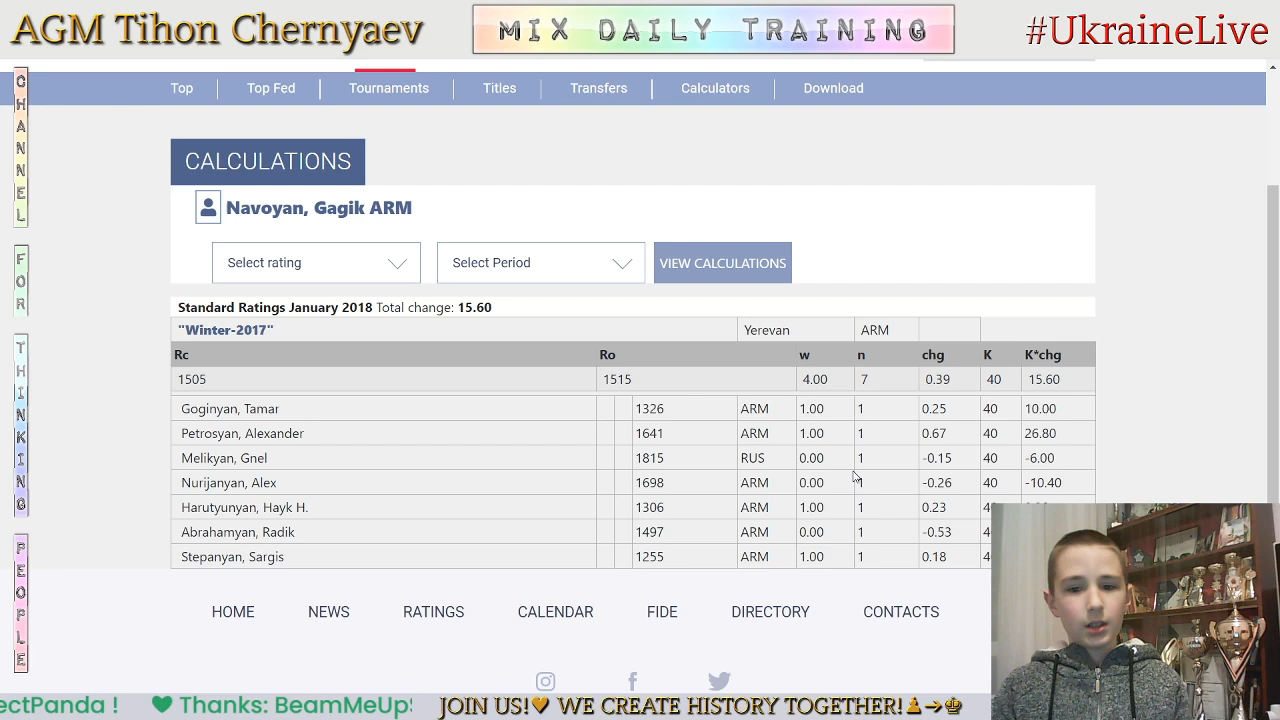 AGM Tihon Chernyaev
MIX DAILY TRAINING
#UkraineLive
CHANNEL
FOR
THINKING
PEOPLE
Top Top Fed Tournaments Titles Transfers Calculators Download
CALCULATIONS
Navoyan, Gagik ARM
Select rating Select Period VIEW CALCULATIONS
Standard Ratings January 2018 Total change: 15.60
"Winter-2017" Yerevan ARM
Rc Ro w n chg K K*chg
1505 1515 4.00 7 0.39 40 15.60
Goginyan, Tamar 1326 ARM 1.00 1 0.25 40 10.00
Petrosyan, Alexander 1641 ARM 1.00 1 0.67 40 26.80
Melikyan, Gnel 1815 RUS 0.00 1 -0.15 40 -6.00
Nurijanyan, Alex 1698 ARM 0.00 1 -0.26 40 -10.40
Harutyunyan, Hayk H. 1306 ARM 1.00 1 0.23
Abrahamyan, Radik 1497 ARM 0.00 1 -0.53
Stepanyan, Sargis 1255 ARM 1.00 1 0.18
HOME NEWS RATINGS CALENDAR FIDE DIRECTORY CONTACTS
ectPanda ! 💚 Thanks: BeamMeUp! JOIN US!🧡 WE CREATE HISTORY TOGETHER!♟→♚